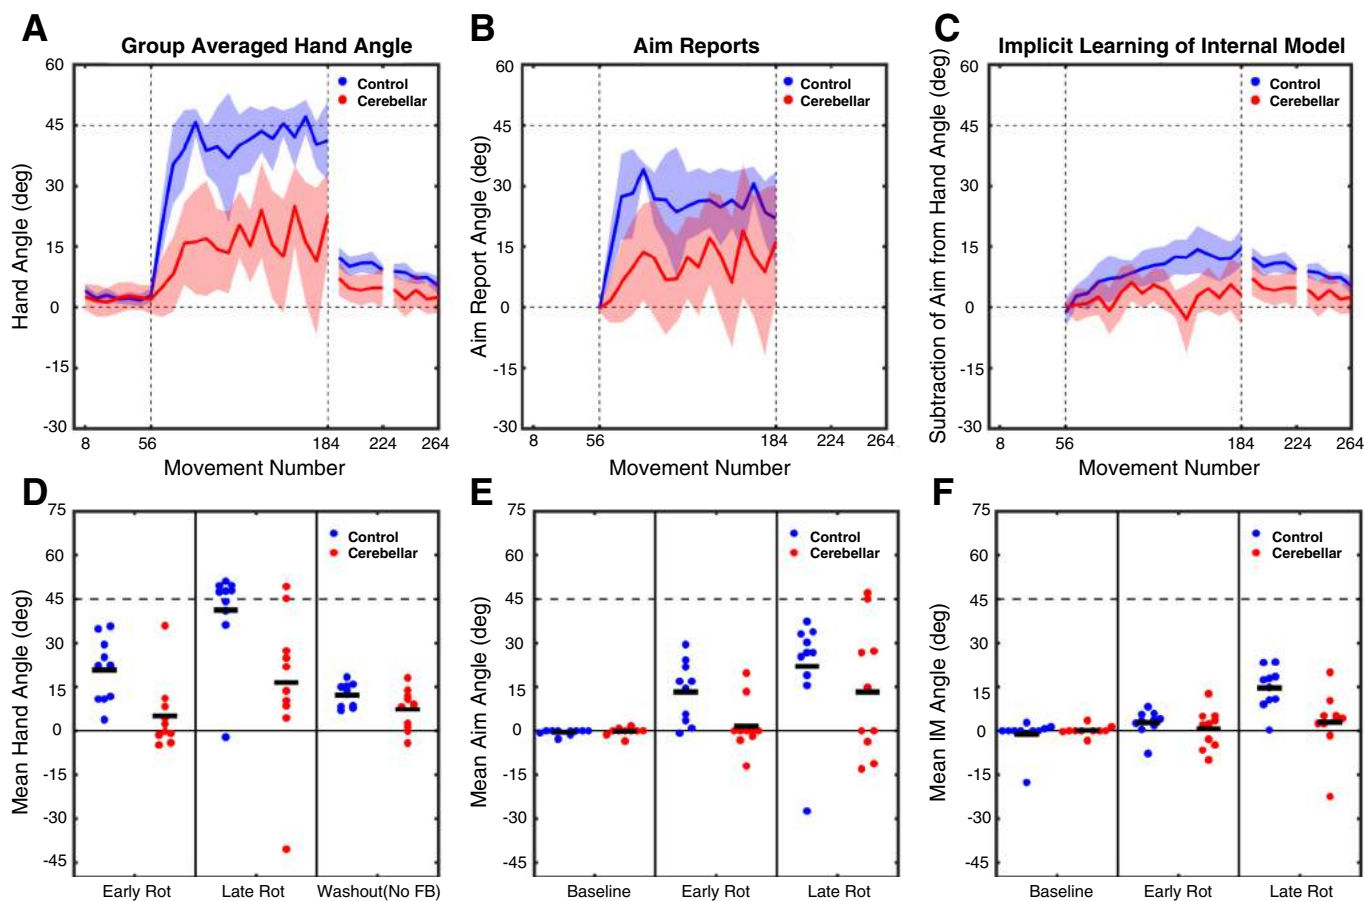 A
Group Averaged Hand Angle
Control
Cerebellar
Hand Angle (deg)
60
45
30
15
0
-15
-30
8
56
184
224
264
Movement Number
B
Aim Reports
Control
Cerebellar
Aim Report Angle (deg)
60
45
30
15
0
-15
-30
8
56
184
224
264
Movement Number
C
Implicit Learning of Internal Model
Control
Cerebellar
Subtraction of Aim from Hand Angle (deg)
60
45
30
15
0
-15
-30
8
56
184
224
264
Movement Number
D
Control
Cerebellar
Mean Hand Angle (deg)
75
60
45
30
15
0
-15
-30
-45
Early Rot
Late Rot
Washout(No FB)
E
Control
Cerebellar
Mean Aim Angle (deg)
75
60
45
30
15
0
-15
-30
-45
Baseline
Early Rot
Late Rot
F
Control
Cerebellar
Mean IM Angle (deg)
75
60
45
30
15
0
-15
-30
-45
Baseline
Early Rot
Late Rot